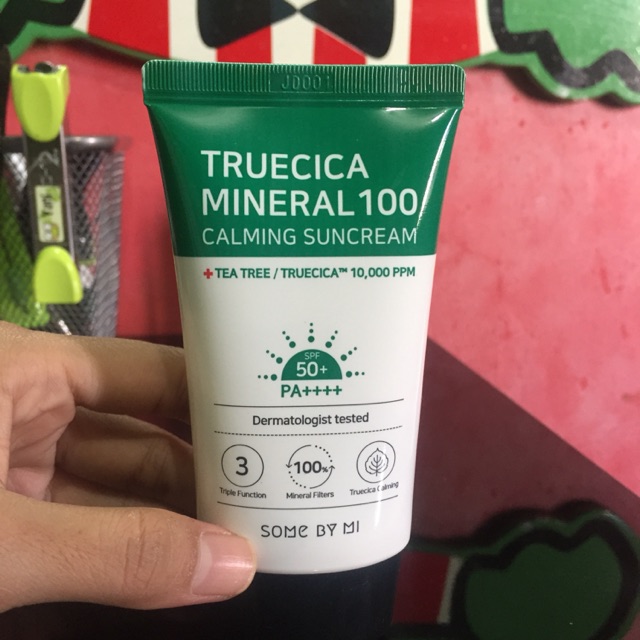 JD001
TRUECICA
MINERAL 100
CALMING SUNCREAM
+ TEA TREE / TRUECICA™ 10,000 PPM
SPF
50+
PA++++
Dermatologist tested
3
100%
Triple Function
Mineral Filters
Truecica Calming
SOME BY MI